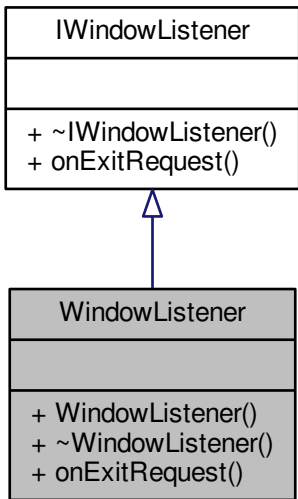 IWindowListener
+ ~IWindowListener()
+ onExitRequest()
WindowListener
+ WindowListener()
+ ~WindowListener()
+ onExitRequest()